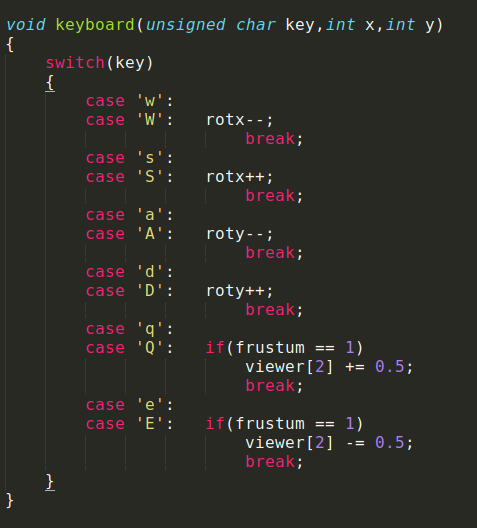 void keyboard(unsigned char key,int x,int y)
{
    switch(key)
    {
        case 'w':
        case 'W':   rotx--;
                        break;
        case 's':
        case 'S':   rotx++;
                        break;
        case 'a':
        case 'A':   roty--;
                        break;
        case 'd':
        case 'D':   roty++;
                        break;
        case 'q':
        case 'Q':   if(frustum == 1)
                        viewer[2] += 0.5;
                        break;
        case 'e':
        case 'E':   if(frustum == 1)
                        viewer[2] -= 0.5;
                        break;
    }
}